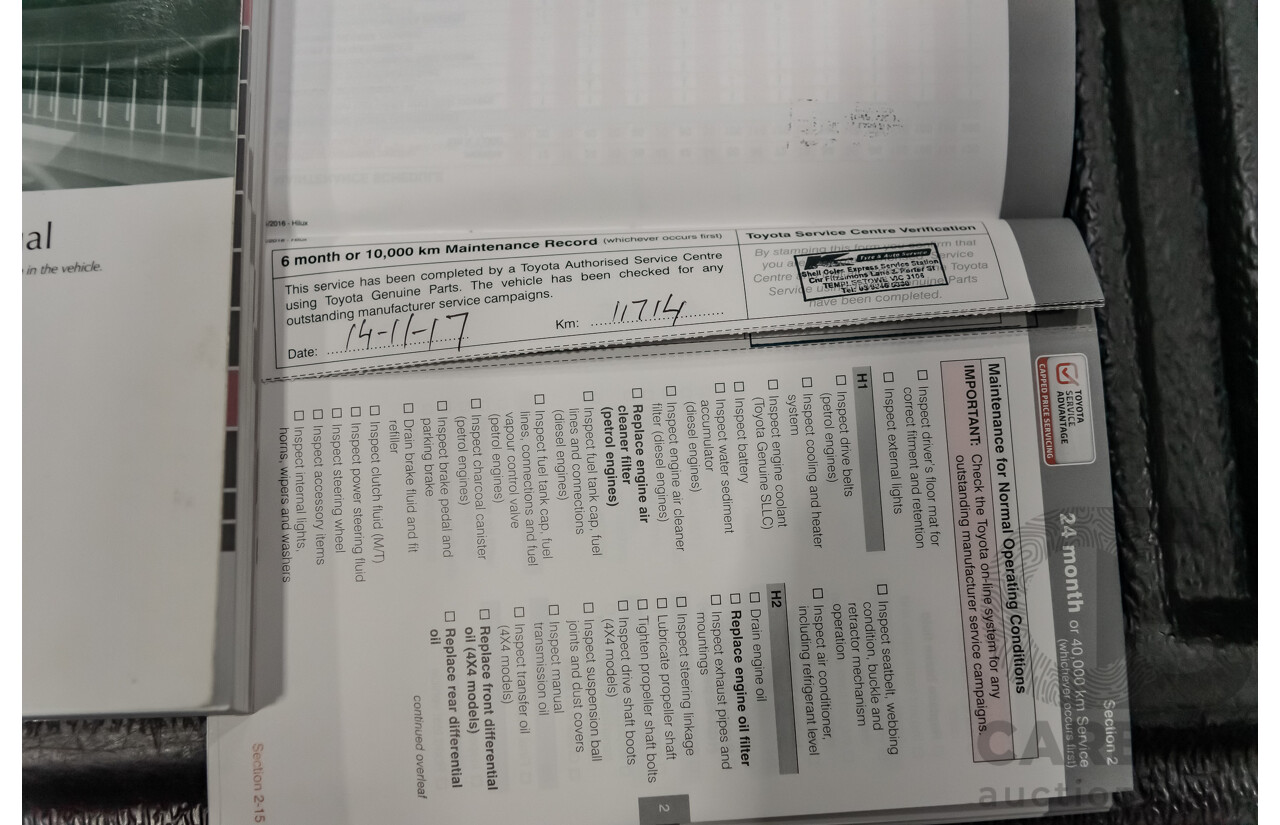 al
in the vehicle.
/2016 - Hilux
6 month or 10,000 km Maintenance Record (whichever occurs first)
This service has been completed by a Toyota Authorised Service Centre
using Toyota Genuine Parts. The vehicle has been checked for any
outstanding manufacturer service campaigns.
Date: 14-11-17
Km: 11714
Toyota Service Centre Verification
By stamping this form you confirm that
Tyre & Auto Service
Shell Coles Express Service Station
Cnr Fitzsimons Lane & Porter St
TEMPLESTOWE VIC 3106
have been completed.
Section 2
24 month or 40,000 km Service
(whichever occurs first)
TOYOTA
SERVICE
ADVANTAGE
CAPPED PRICE SERVICING
Maintenance for Normal Operating Conditions
IMPORTANT: Check the Toyota on-line system for any
outstanding manufacturer service campaigns.
☐ Inspect driver's floor mat for
correct fitment and retention
☐ Inspect external lights
H1
☐ Inspect drive belts
(petrol engines)
☐ Inspect cooling and heater
system
☐ Inspect engine coolant
(Toyota Genuine SLLC)
☐ Inspect battery
☐ Inspect water sediment
accumulator
(diesel engines)
☐ Inspect engine air cleaner
filter (diesel engines)
☐ Replace engine air
cleaner filter
(petrol engines)
☐ Inspect fuel tank cap, fuel
lines and connections
(diesel engines)
☐ Inspect fuel tank cap, fuel
lines, connections and fuel
vapour control valve
(petrol engines)
☐ Inspect charcoal canister
(petrol engines)
☐ Inspect brake pedal and
parking brake
☐ Drain brake fluid and fit
refiller
☐ Inspect clutch fluid (M/T)
☐ Inspect power steering fluid
☐ Inspect steering wheel
☐ Inspect accessory items
☐ Inspect internal lights,
horns, wipers and washers
☐ Inspect seatbelt, webbing
condition, buckle and
retractor mechanism
operation
☐ Inspect air conditioner,
including refrigerant level
H2
☐ Drain engine oil
☐ Replace engine oil filter
☐ Inspect exhaust pipes and
mountings
☐ Inspect steering linkage
☐ Lubricate propeller shaft
☐ Tighten propeller shaft bolts
☐ Inspect drive shaft boots
(4X4 models)
☐ Inspect suspension ball
joints and dust covers
☐ Inspect manual
transmission oil
☐ Inspect transfer oil
(4X4 models)
☐ Replace front differential
oil (4X4 models)
☐ Replace rear differential
oil
continued overleaf
2
Section 2-15
auction